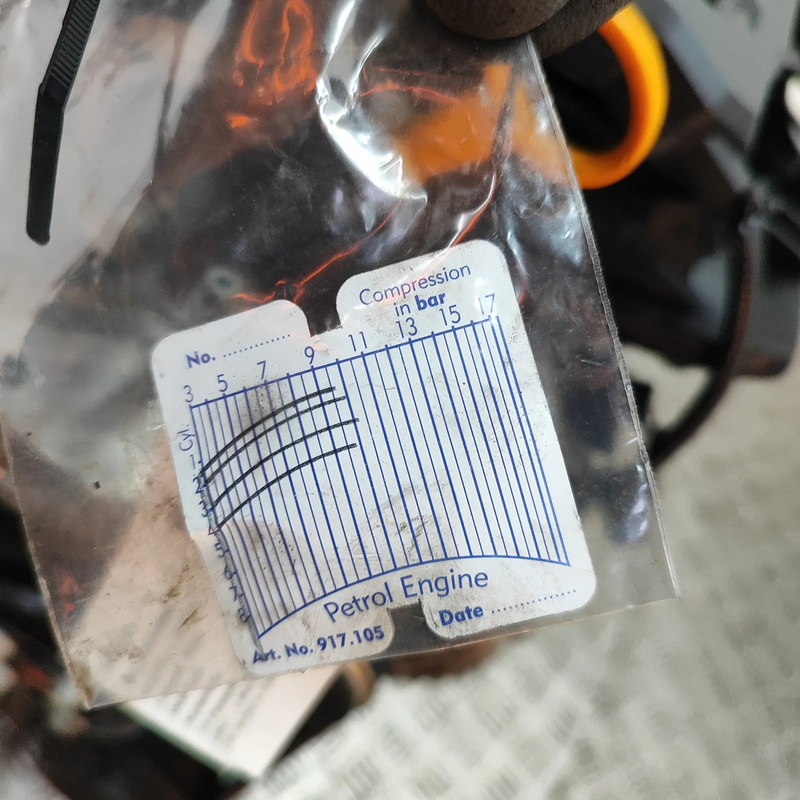 Compression
in bar
No. ..............
3 5 7 9 11 13 15 17
Cyl.
1
2
3
4
5
6
7
8
Petrol Engine
Date ..............
Art. No. 917.105